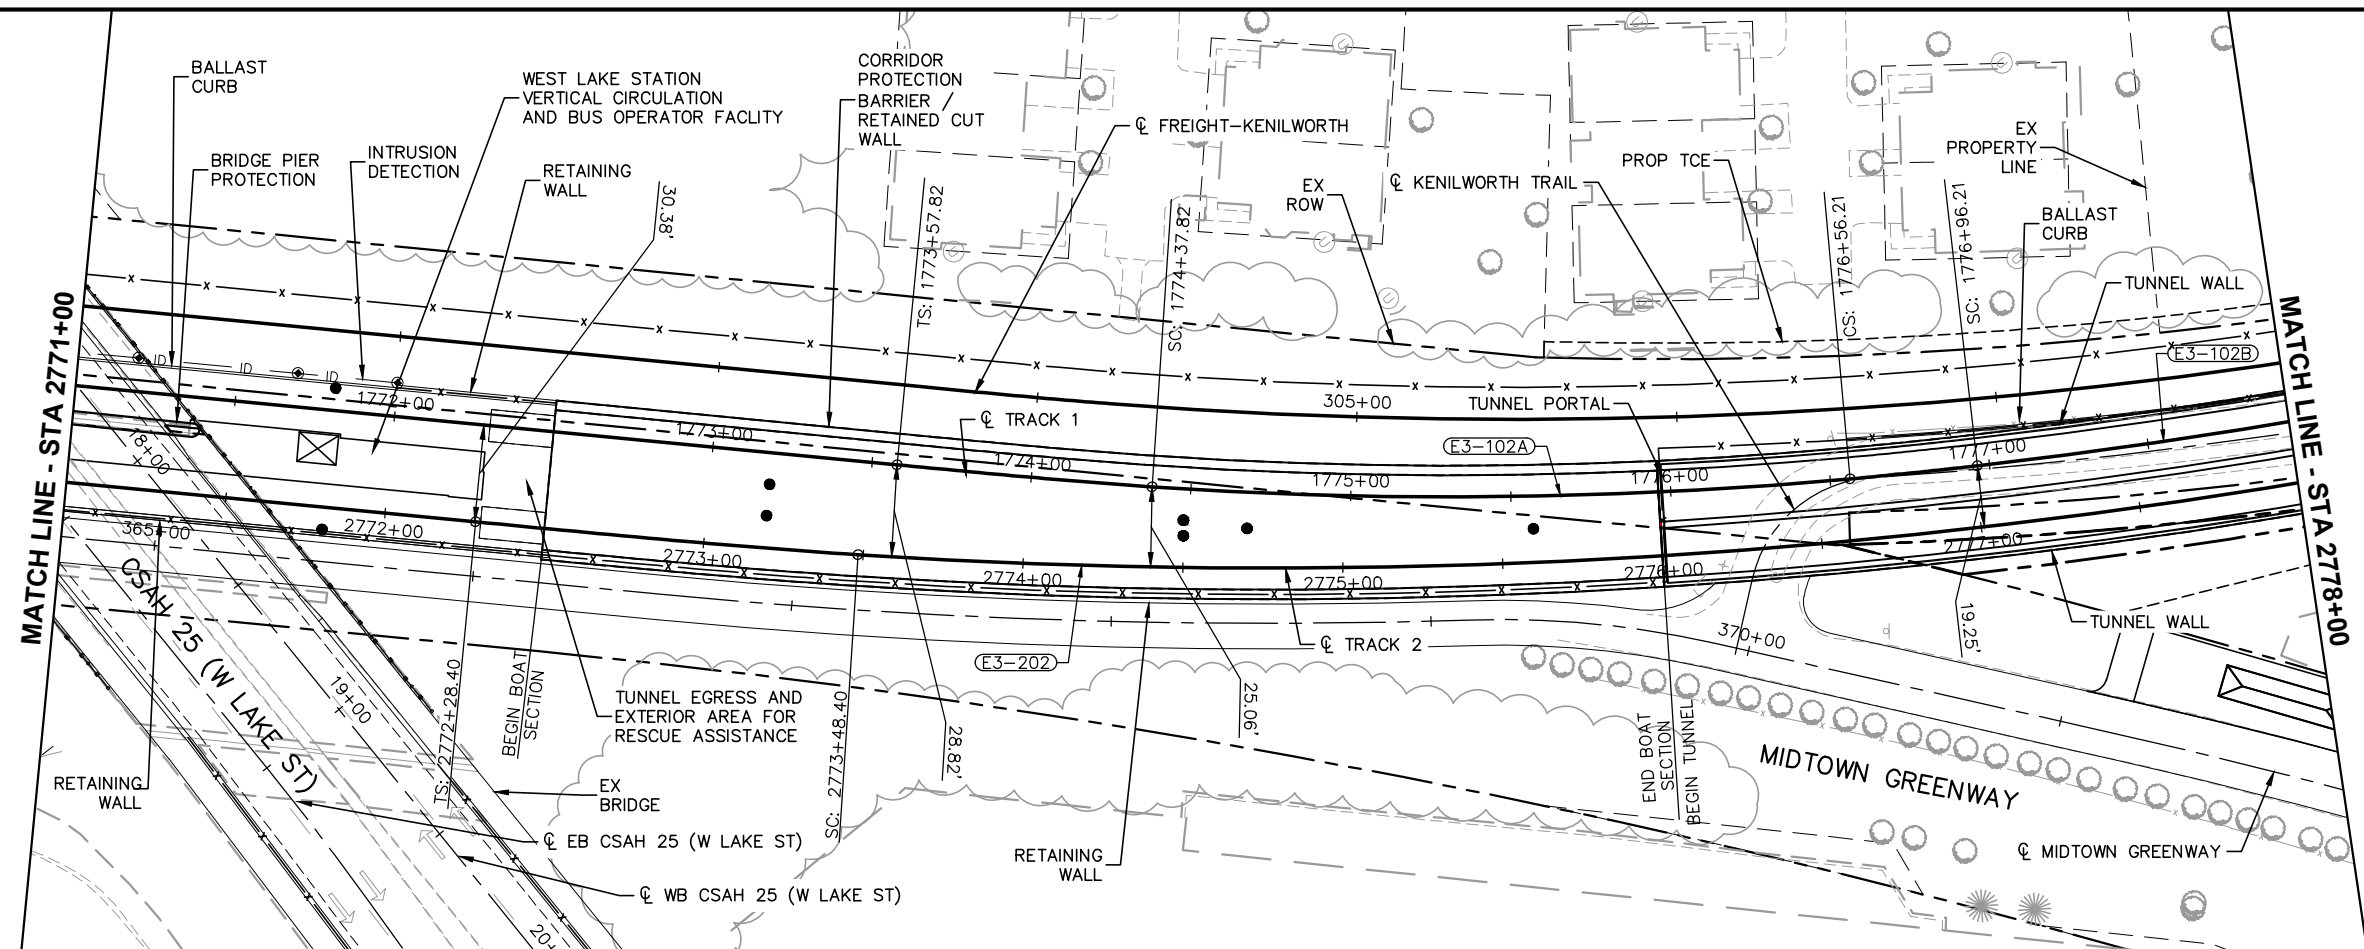 BALLAST
CURB
WEST LAKE STATION
VERTICAL CIRCULATION
AND BUS OPERATOR FACLITY
CORRIDOR
PROTECTION
BARRIER
RETAINED CUT
WALL
℄ FREIGHT-KENILWORTH
BRIDGE PIER
PROTECTION
INTRUSION
DETECTION
RETAINING
WALL
30.38'
TS: 1773+57.82
SC: 1774+37.82
EX
ROW
℄ KENILWORTH TRAIL
PROP TCE
EX
PROPERTY
LINE
CS: 1776+56.21
SC: 1776+96.21
BALLAST
CURB
TUNNEL WALL
MATCH LINE - STA 2771+00
MATCH LINE - STA 2778+00
ID
ID
ID
1772+00
1773+00
1774+00
1775+00
1776+00
1777+00
305+00
℄ TRACK 1
TUNNEL PORTAL
E3-102A
E3-102B
18+00
365+00
2772+00
2773+00
2774+00
2775+00
2776+00
2777+00
CSAH 25 (W LAKE ST)
19+00
20+
E3-202
℄ TRACK 2
370+00
19.25'
TUNNEL WALL
TS: 2772+28.40
BEGIN BOAT
SECTION
TUNNEL EGRESS AND
EXTERIOR AREA FOR
RESCUE ASSISTANCE
SC: 2773+48.40
28.82'
25.06'
END BOAT
SECTION
BEGIN TUNNEL
MIDTOWN GREENWAY
RETAINING
WALL
EX
BRIDGE
℄ EB CSAH 25 (W LAKE ST)
℄ WB CSAH 25 (W LAKE ST)
RETAINING
WALL
℄ MIDTOWN GREENWAY